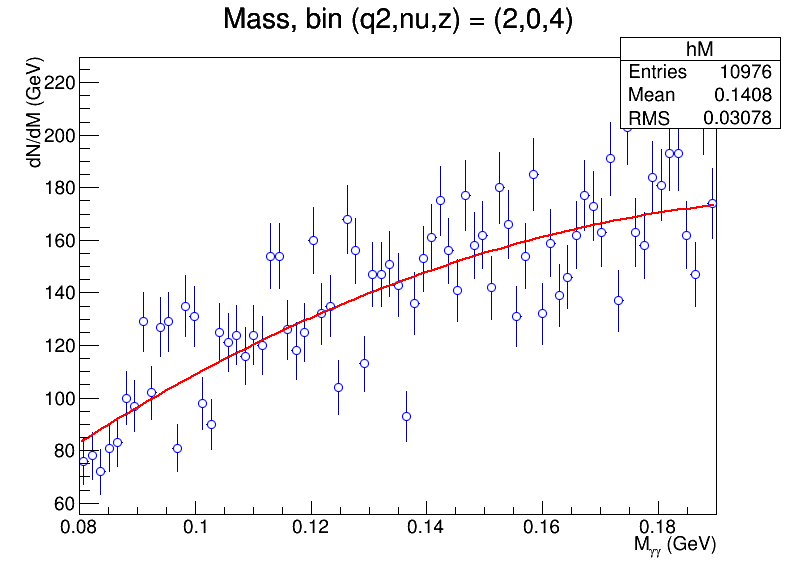 Mass, bin (q2,nu,z) = (2,0,4)
hM
Entries 10976
Mean 0.1408
RMS 0.03078
dN/dM (GeV)
220
200
180
160
140
120
100
80
60
0.08 0.1 0.12 0.14 0.16 0.18
Mγγ (GeV)